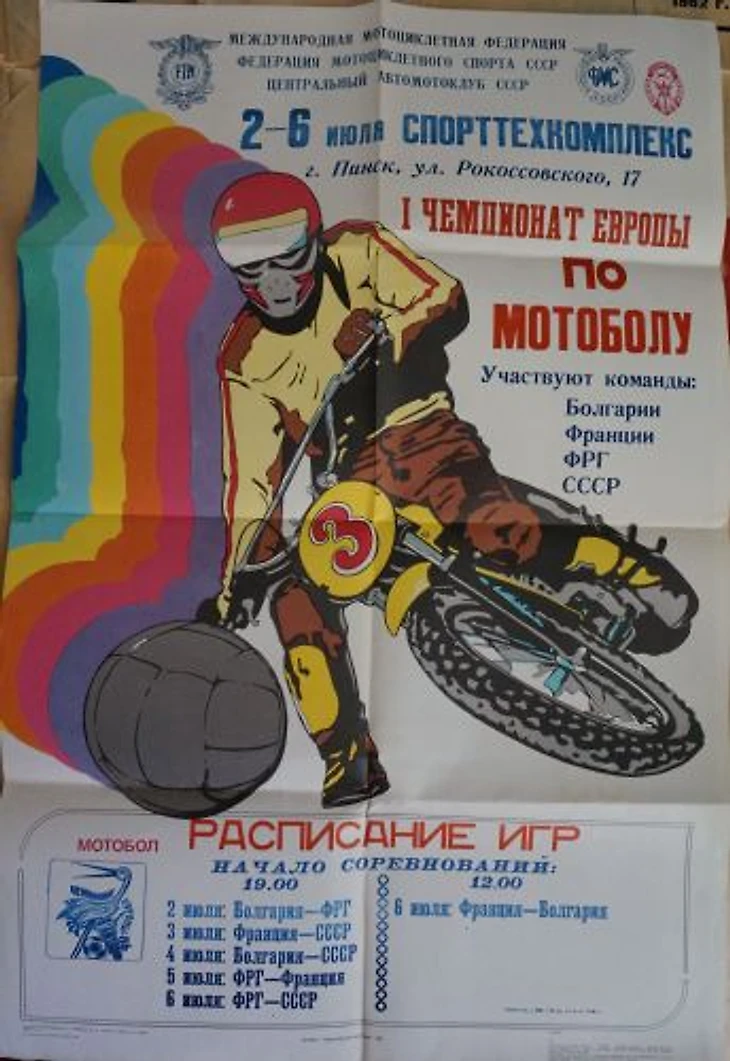 1982 г.
МЕЖДУНАРОДНАЯ МОТОЦИКЛЕТНАЯ ФЕДЕРАЦИЯ
ФЕДЕРАЦИЯ МОТОЦИКЛЕТНОГО СПОРТА СССР
ЦЕНТРАЛЬНЫЙ АВТОМОТОКЛУБ СССР
FIM
ФМС
2–6 ИЮЛЯ СПОРТТЕХКОМПЛЕКС
г. Пинск, ул. Рокоссовского, 17
I ЧЕМПИОНАТ ЕВРОПЫ
ПО
МОТОБОЛУ
Участвуют команды:
Болгарии
Франции
ФРГ
СССР
3
РАСПИСАНИЕ ИГР
МОТОБОЛ
НАЧАЛО СОРЕВНОВАНИЙ:
19.00
2 июля: Болгария—ФРГ
3 июля: Франция—СССР
4 июля: Болгария—СССР
5 июля: ФРГ—Франция
6 июля: ФРГ—СССР
12.00
6 июля: Франция—Болгария